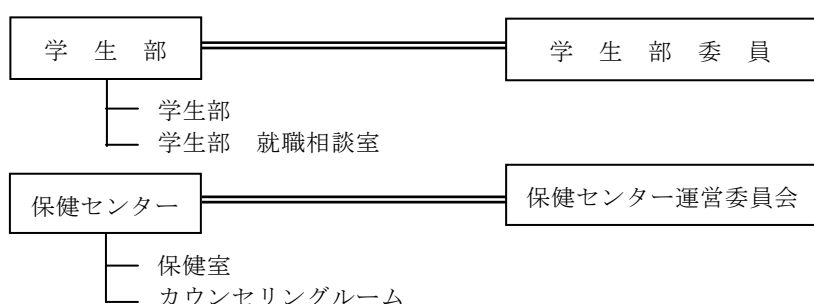 学 生 部
学 生 部 委 員
学生部
学生部 就職相談室
保健センター
保健センター運営委員会
保健室
カウンセリングルーム